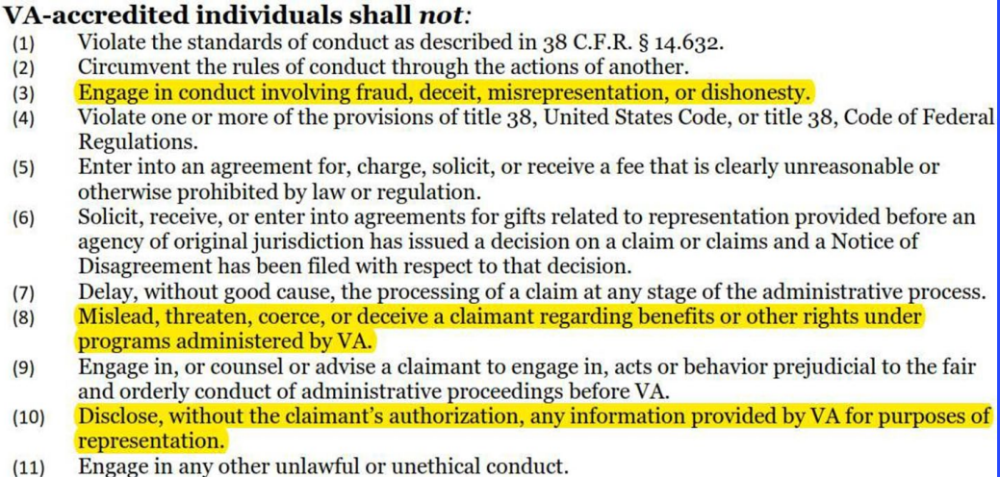 VA-accredited individuals shall not:
(1) Violate the standards of conduct as described in 38 C.F.R. § 14.632.
(2) Circumvent the rules of conduct through the actions of another.
(3) Engage in conduct involving fraud, deceit, misrepresentation, or dishonesty.
(4) Violate one or more of the provisions of title 38, United States Code, or title 38, Code of Federal
Regulations.
(5) Enter into an agreement for, charge, solicit, or receive a fee that is clearly unreasonable or
otherwise prohibited by law or regulation.
(6) Solicit, receive, or enter into agreements for gifts related to representation provided before an
agency of original jurisdiction has issued a decision on a claim or claims and a Notice of
Disagreement has been filed with respect to that decision.
(7) Delay, without good cause, the processing of a claim at any stage of the administrative process.
(8) Mislead, threaten, coerce, or deceive a claimant regarding benefits or other rights under
programs administered by VA.
(9) Engage in, or counsel or advise a claimant to engage in, acts or behavior prejudicial to the fair
and orderly conduct of administrative proceedings before VA.
(10) Disclose, without the claimant’s authorization, any information provided by VA for purposes of
representation.
(11) Engage in any other unlawful or unethical conduct.